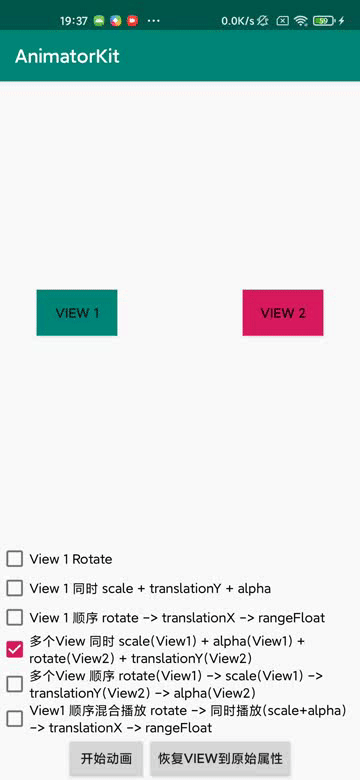 19:37 ... 0.0K/s 59
AnimatorKit
VIEW 1 VIEW 2
View 1 Rotate
View 1 同时 scale + translationY + alpha
View 1 顺序 rotate -> translationX -> rangeFloat
多个View 同时 scale(View1) + alpha(View1) +
rotate(View2) + translationY(View2)
多个View 顺序 rotate(View1) -> scale(View1) ->
translationY(View2) -> alpha(View2)
View1 顺序混合播放 rotate -> 同时播放(scale+alpha)
-> translationX -> rangeFloat
开始动画 恢复VIEW到原始属性